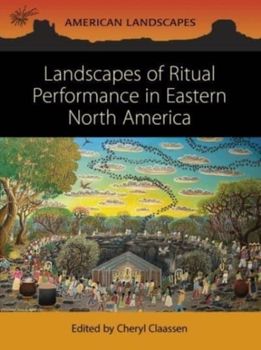 AMERICAN LANDSCAPES
Landscapes of Ritual
Performance in Eastern
North America
Edited by Cheryl Claassen